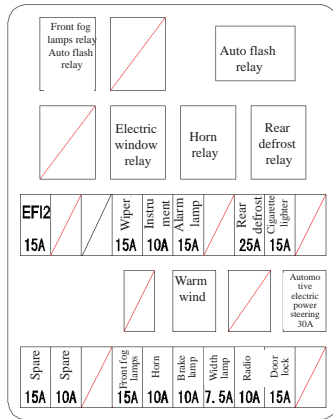 Front fog
lamps relay
Auto flash
relay
Auto flash
relay
Electric
window
relay
Horn
relay
Rear
defrost
relay
EFI2
15A
Wiper
15A
Instru
ment
10A
Alarm
lamp
15A
Rear
defrost
25A
Cigarette
lighter
15A
Warm
wind
Automo
tive
electric
power
steering
30A
Spare
15A
Spare
10A
Front fog
lamps
15A
Horn
10A
Brake
lamp
10A
Width
lamp
7.5A
Radio
10A
Door
lock
15A